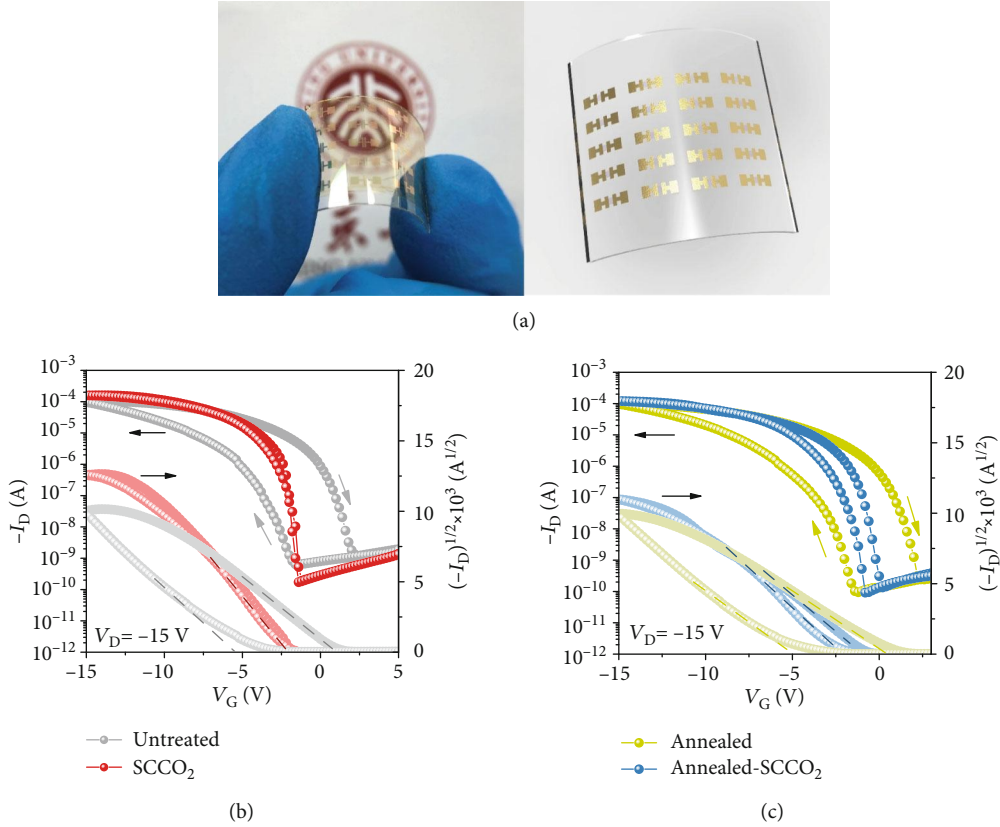 (a)
10⁻³
10⁻⁴
10⁻⁵
10⁻⁶
10⁻⁷
10⁻⁸
10⁻⁹
10⁻¹⁰
10⁻¹¹
10⁻¹²
−I_D (A)
20
15
10
5
0
(−I_D)^1/2×10³ (A^1/2)
V_D= −15 V
−15
−10
−5
0
5
V_G (V)
Untreated
SCCO₂
(b)
10⁻³
10⁻⁴
10⁻⁵
10⁻⁶
10⁻⁷
10⁻⁸
10⁻⁹
10⁻¹⁰
10⁻¹¹
10⁻¹²
−I_D (A)
20
15
10
5
0
(−I_D)^1/2×10³ (A^1/2)
V_D= −15 V
−15
−10
−5
0
V_G (V)
Annealed
Annealed-SCCO₂
(c)